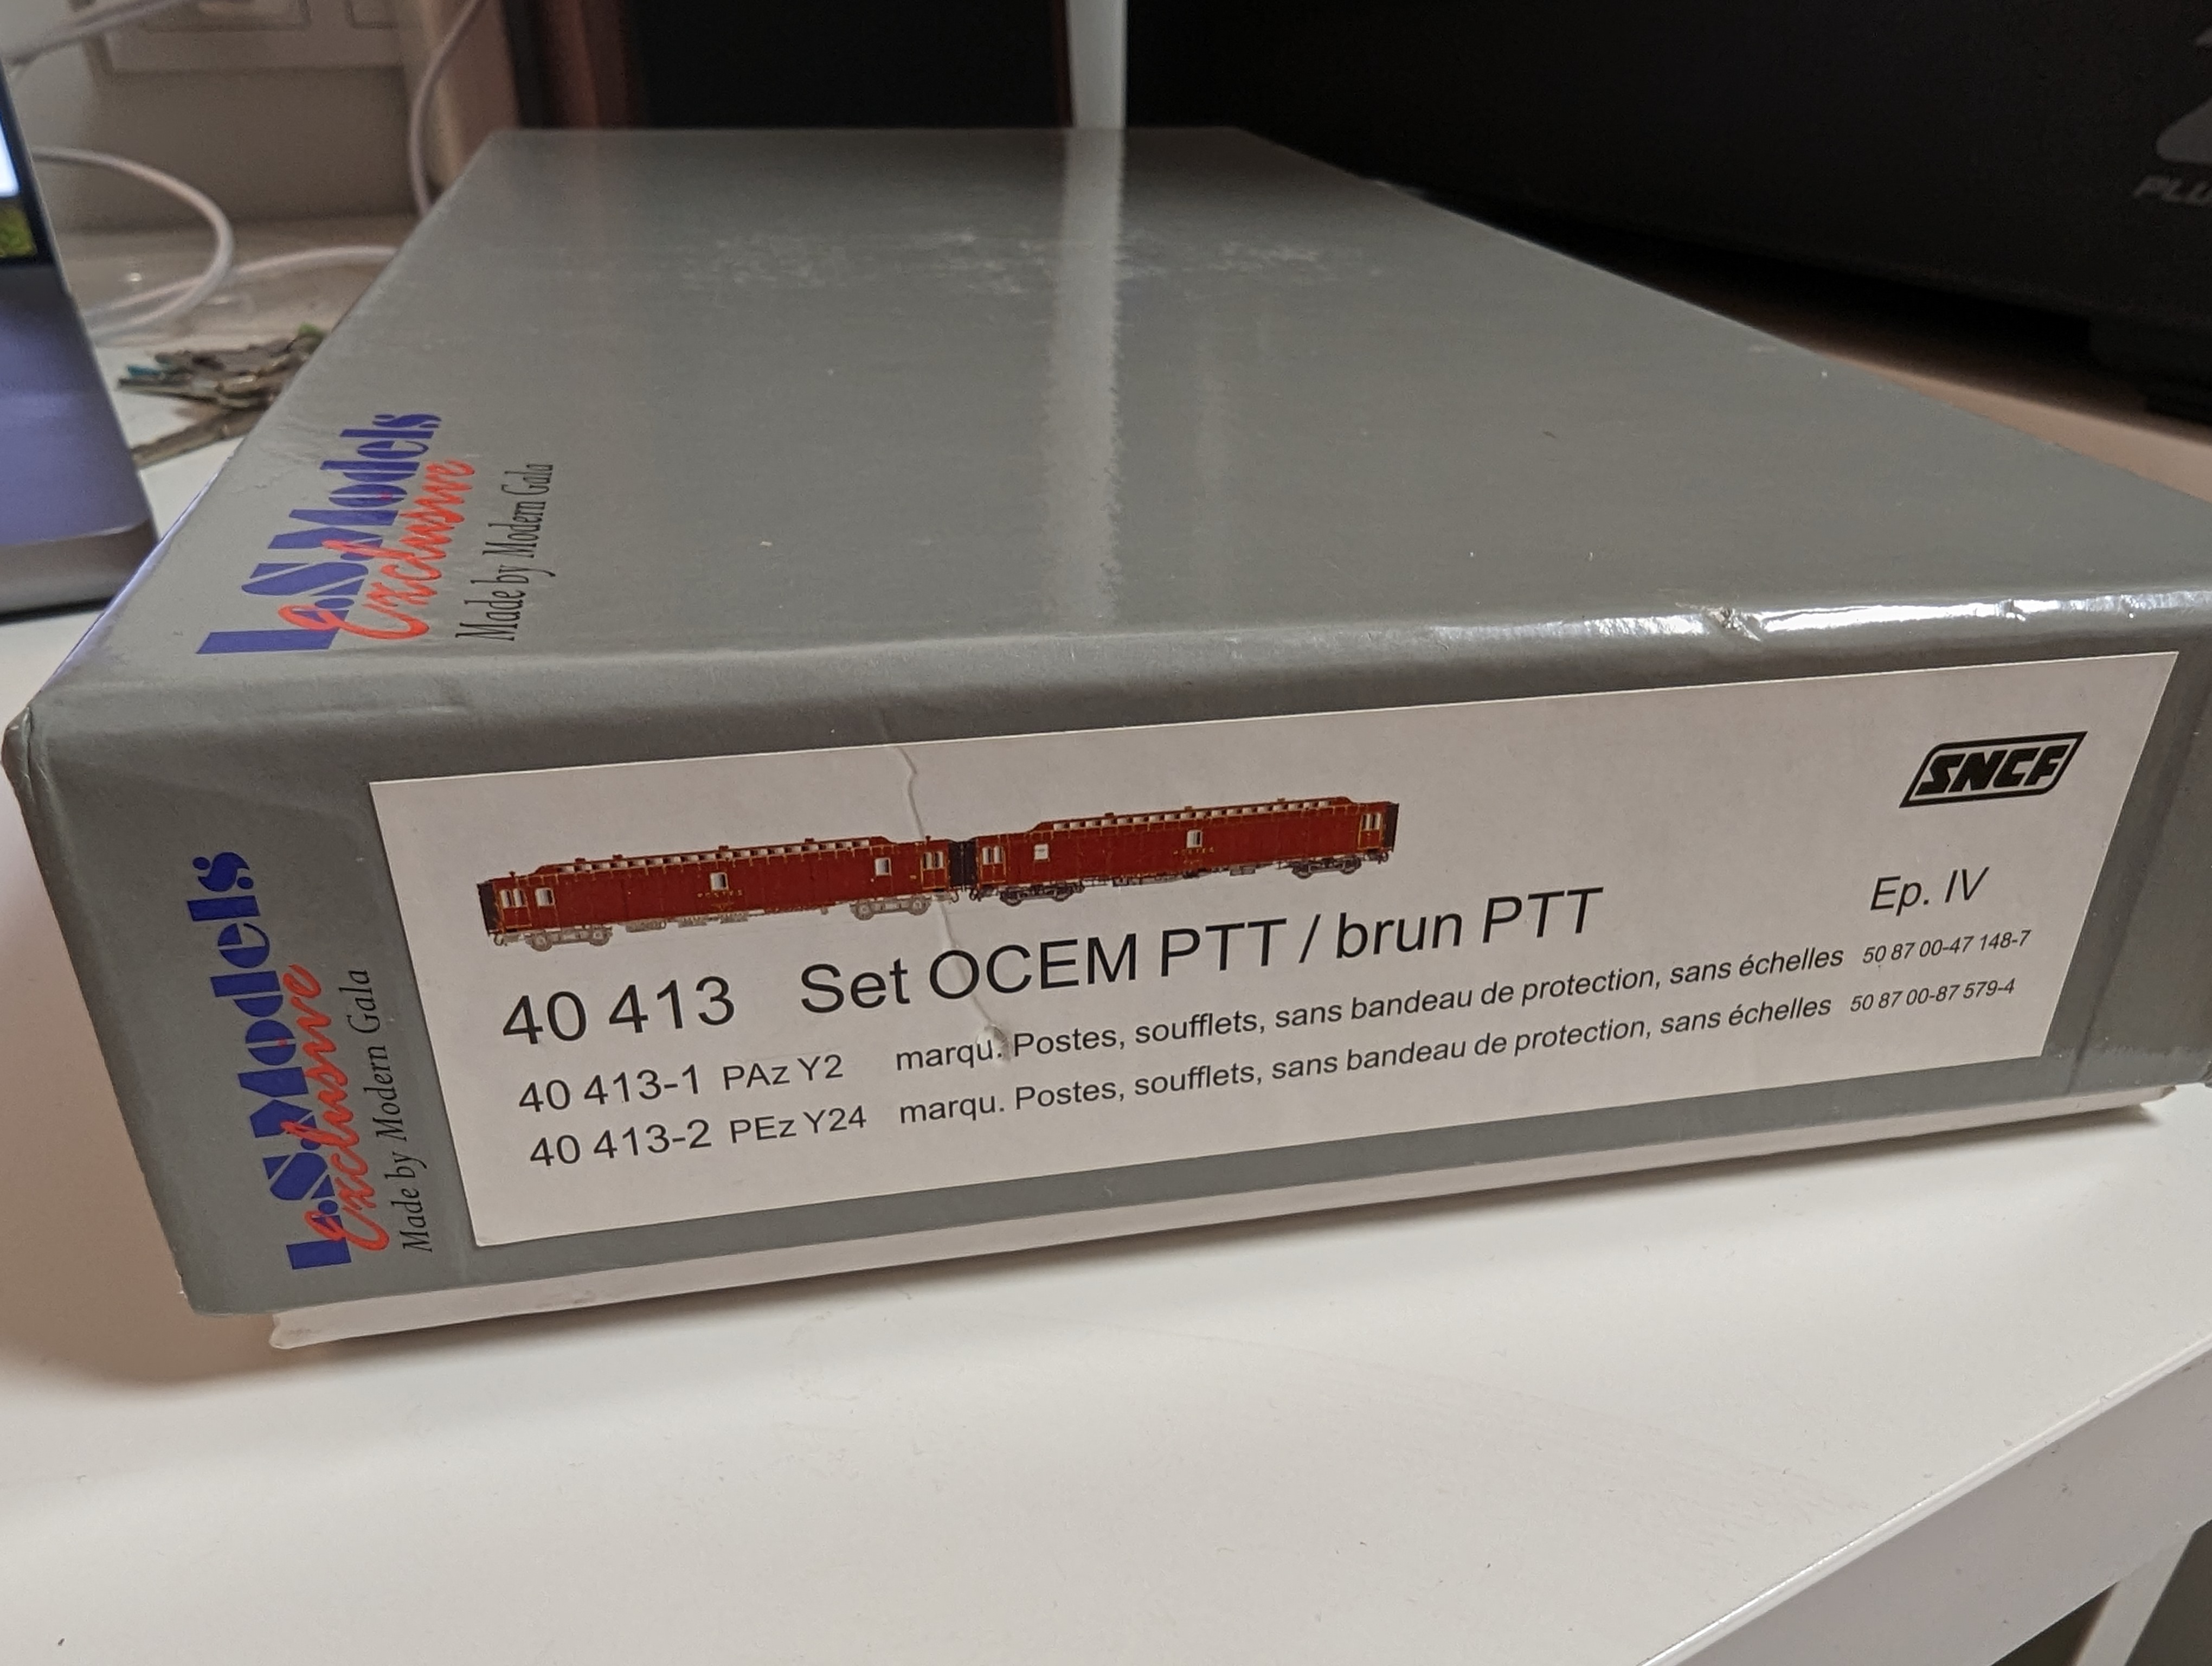 L.S.Models
Exclusive
Made by Modern Gala
L.S.Models
Exclusive
Made by Modern Gala
SNCF
Ep. IV
40 413 Set OCEM PTT / brun PTT
40 413-1 PAz Y2 marqu. Postes, soufflets, sans bandeau de protection, sans échelles 50 87 00-47 148-7
40 413-2 PEz Y24 marqu. Postes, soufflets, sans bandeau de protection, sans échelles 50 87 00-87 579-4